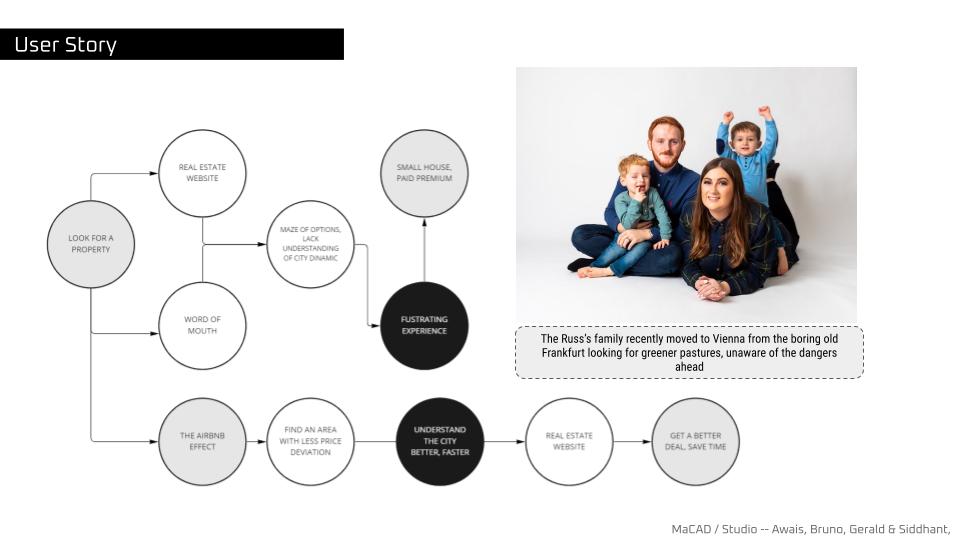 User Story
REAL ESTATE
WEBSITE
SMALL HOUSE,
PAID PREMIUM
LOOK FOR A
PROPERTY
MAZE OF OPTIONS,
LACK
UNDERSTANDING
OF CITY DINAMIC
WORD OF
MOUTH
FUSTRATING
EXPERIENCE
The Russ's family recently moved to Vienna from the boring old
Frankfurt looking for greener pastures, unaware of the dangers
ahead
THE AIRBNB
EFFECT
FIND AN AREA
WITH LESS PRICE
DEVIATION
UNDERSTAND
THE CITY
BETTER, FASTER
REAL ESTATE
WEBSITE
GET A BETTER
DEAL, SAVE TIME
MaCAD / Studio -- Awais, Bruno, Gerald & Siddhant,